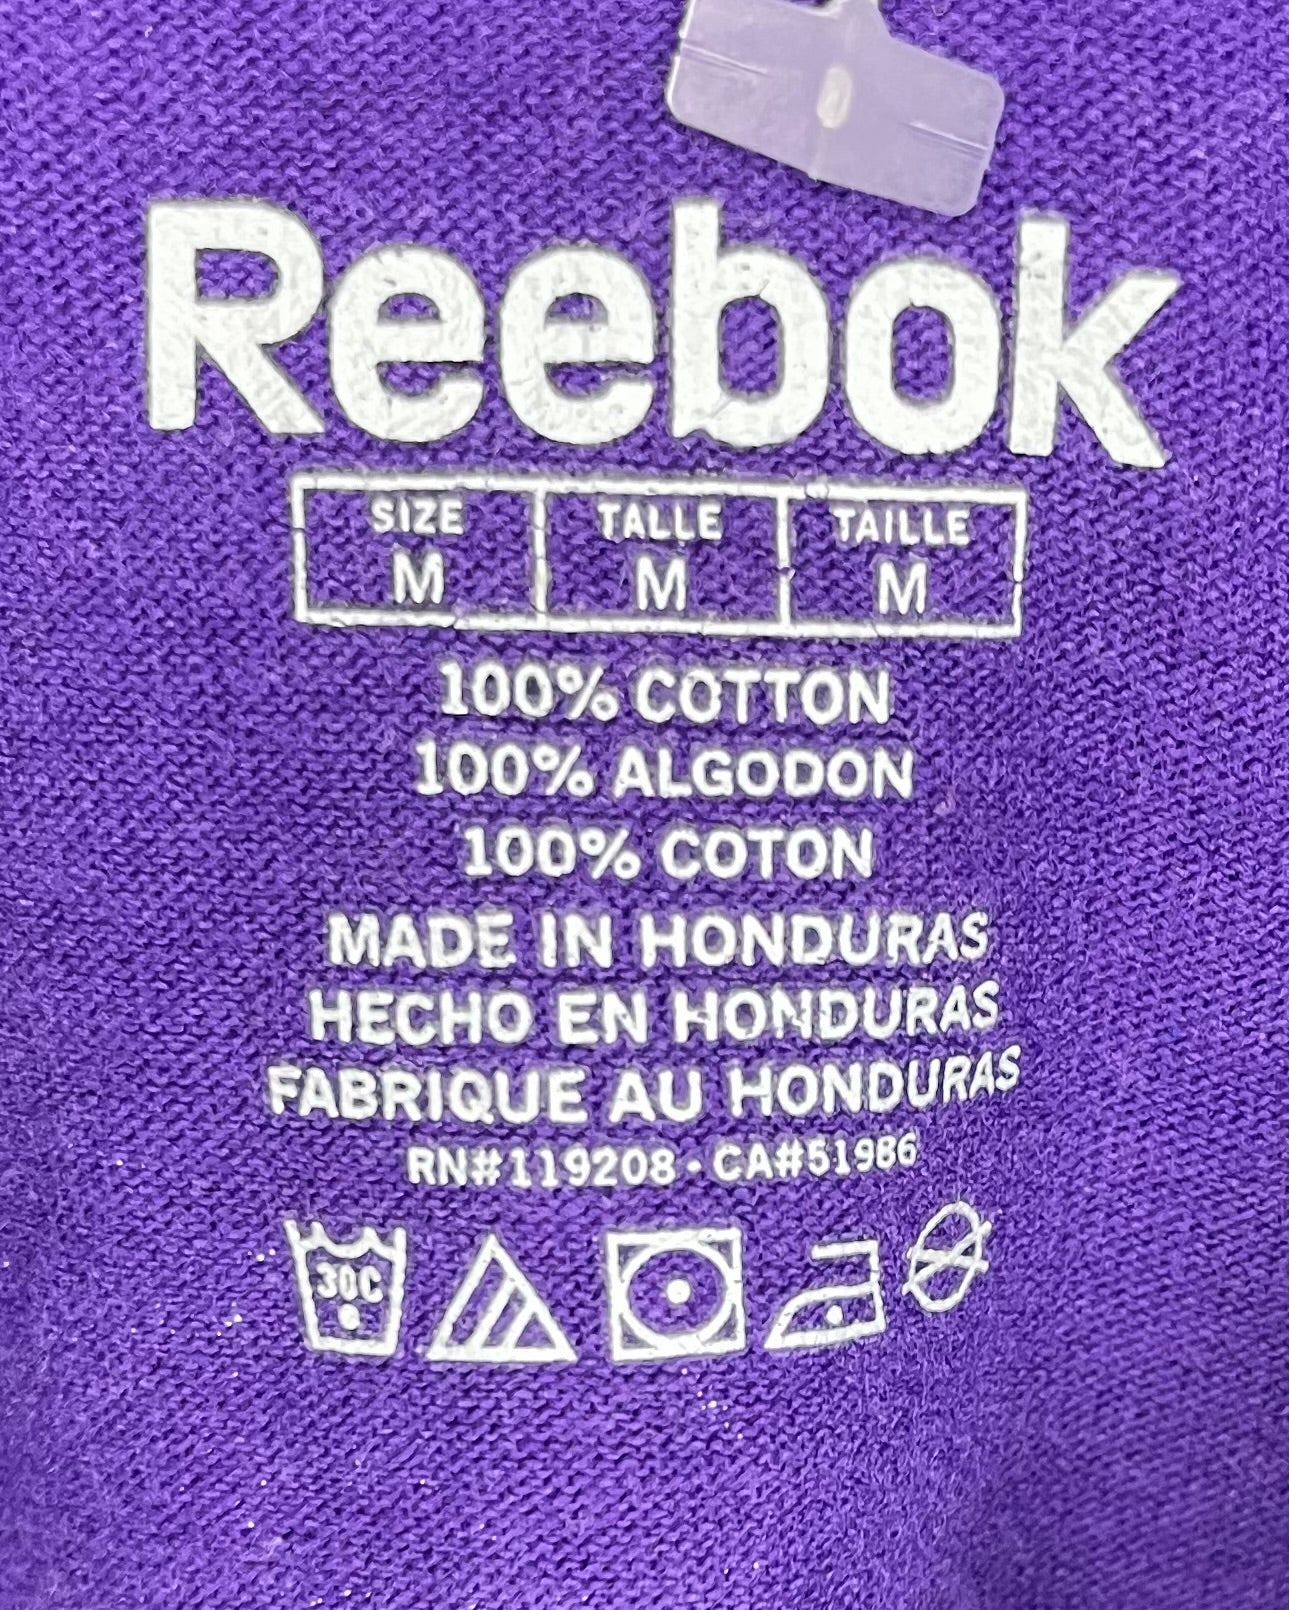 Reebok
SIZE TALLE TAILLE
M M M
100% COTTON
100% ALGODON
100% COTON
MADE IN HONDURAS
HECHO EN HONDURAS
FABRIQUE AU HONDURAS
RN#119208 • CA#51986
30C